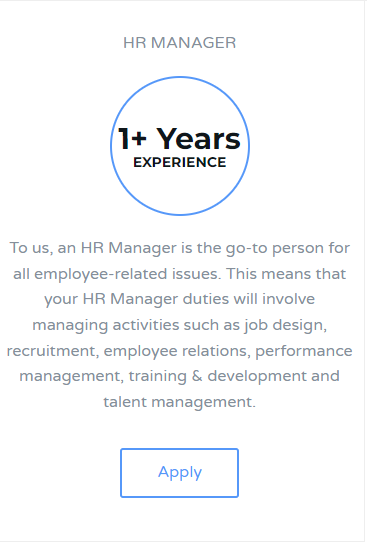 HR MANAGER
1+ Years
EXPERIENCE
To us, an HR Manager is the go-to person for
all employee-related issues. This means that
your HR Manager duties will involve
managing activities such as job design,
recruitment, employee relations, performance
management, training & development and
talent management.
Apply